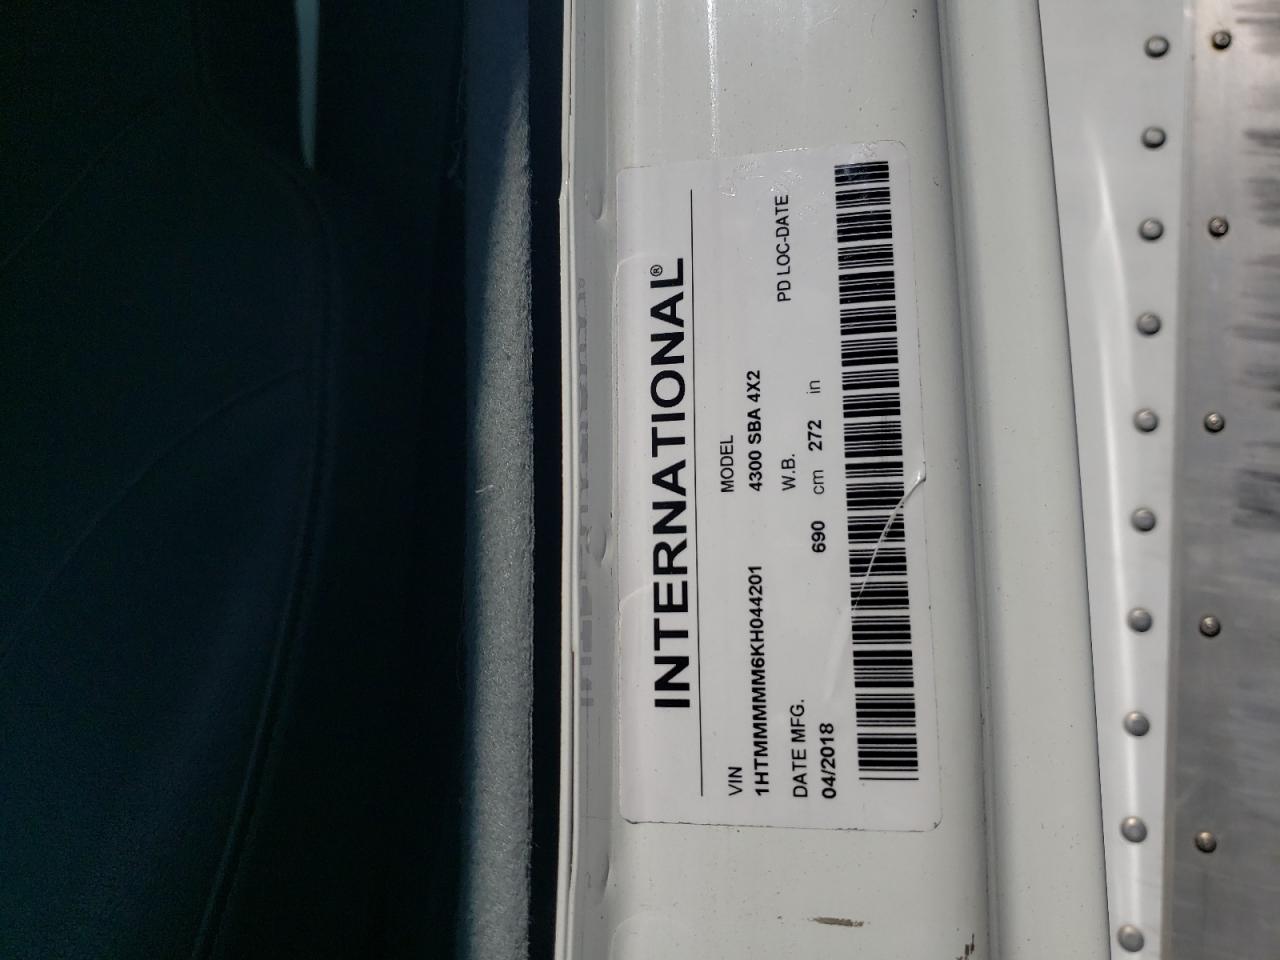 INTERNATIONAL®
VIN MODEL
1HTMMMMM6KH044201 4300 SBA 4X2
DATE MFG. W.B. PD LOC-DATE
04/2018 690 cm 272 in